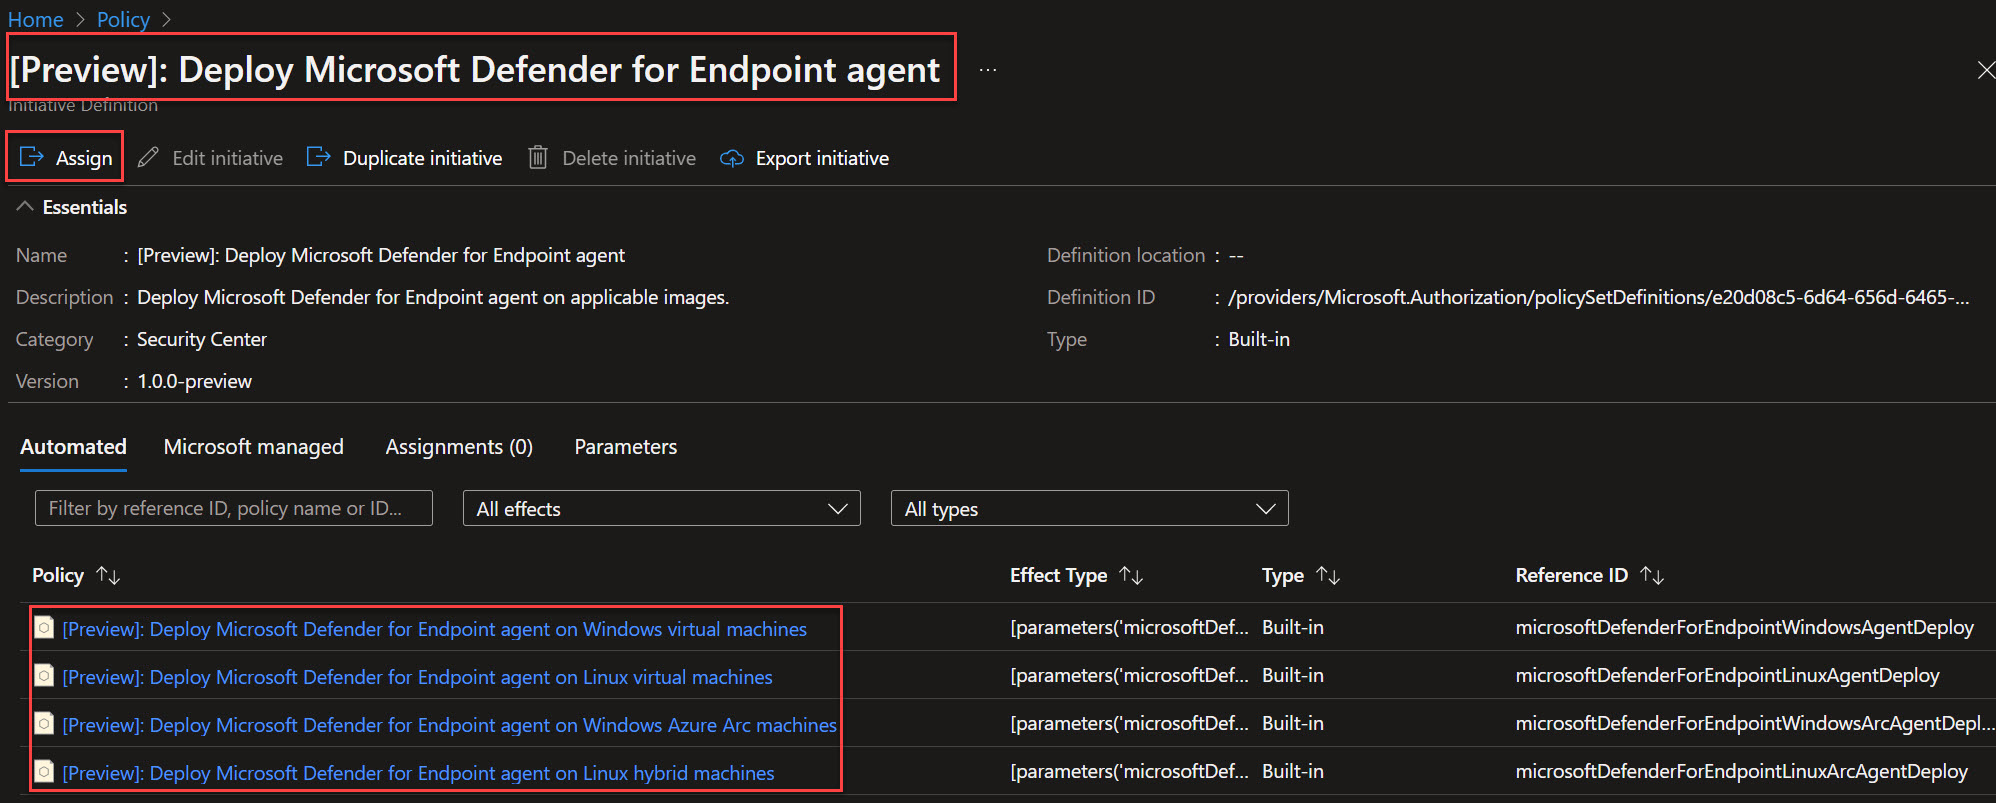 Home > Policy >
[Preview]: Deploy Microsoft Defender for Endpoint agent ...
Initiative Definition
Assign Edit initiative Duplicate initiative Delete initiative Export initiative
Essentials
Name : [Preview]: Deploy Microsoft Defender for Endpoint agent Definition location : --
Description : Deploy Microsoft Defender for Endpoint agent on applicable images. Definition ID : /providers/Microsoft.Authorization/policySetDefinitions/e20d08c5-6d64-656d-6465-...
Category : Security Center Type : Built-in
Version : 1.0.0-preview
Automated Microsoft managed Assignments (0) Parameters
Filter by reference ID, policy name or ID... All effects All types
Policy Effect Type Type Reference ID
[Preview]: Deploy Microsoft Defender for Endpoint agent on Windows virtual machines [parameters('microsoftDef... Built-in microsoftDefenderForEndpointWindowsAgentDeploy
[Preview]: Deploy Microsoft Defender for Endpoint agent on Linux virtual machines [parameters('microsoftDef... Built-in microsoftDefenderForEndpointLinuxAgentDeploy
[Preview]: Deploy Microsoft Defender for Endpoint agent on Windows Azure Arc machines [parameters('microsoftDef... Built-in microsoftDefenderForEndpointWindowsArcAgentDepl...
[Preview]: Deploy Microsoft Defender for Endpoint agent on Linux hybrid machines [parameters('microsoftDef... Built-in microsoftDefenderForEndpointLinuxArcAgentDeploy